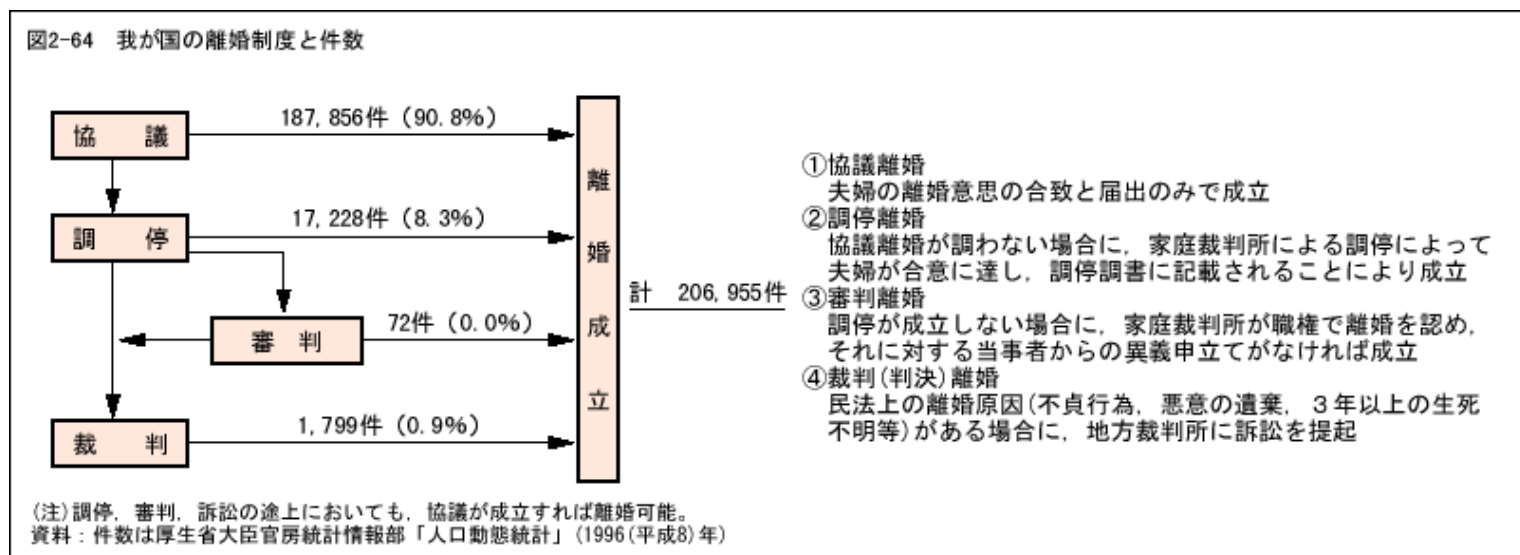 図2-64　我が国の離婚制度と件数
協　議
187,856件（90.8%）
調　停
17,228件（8.3%）
審　判
72件（0.0%）
裁　判
1,799件（0.9%）
離婚成立
計　206,955件
①協議離婚
夫婦の離婚意思の合致と届出のみで成立
②調停離婚
協議離婚が調わない場合に，家庭裁判所による調停によって
夫婦が合意に達し，調停調書に記載されることにより成立
③審判離婚
調停が成立しない場合に，家庭裁判所が職権で離婚を認め，
それに対する当事者からの異義申立てがなければ成立
④裁判(判決)離婚
民法上の離婚原因(不貞行為，悪意の遺棄，３年以上の生死
不明等)がある場合に，地方裁判所に訴訟を提起
(注)調停，審判，訴訟の途上においても，協議が成立すれば離婚可能。
資料：件数は厚生省大臣官房統計情報部「人口動態統計」(1996(平成8)年)